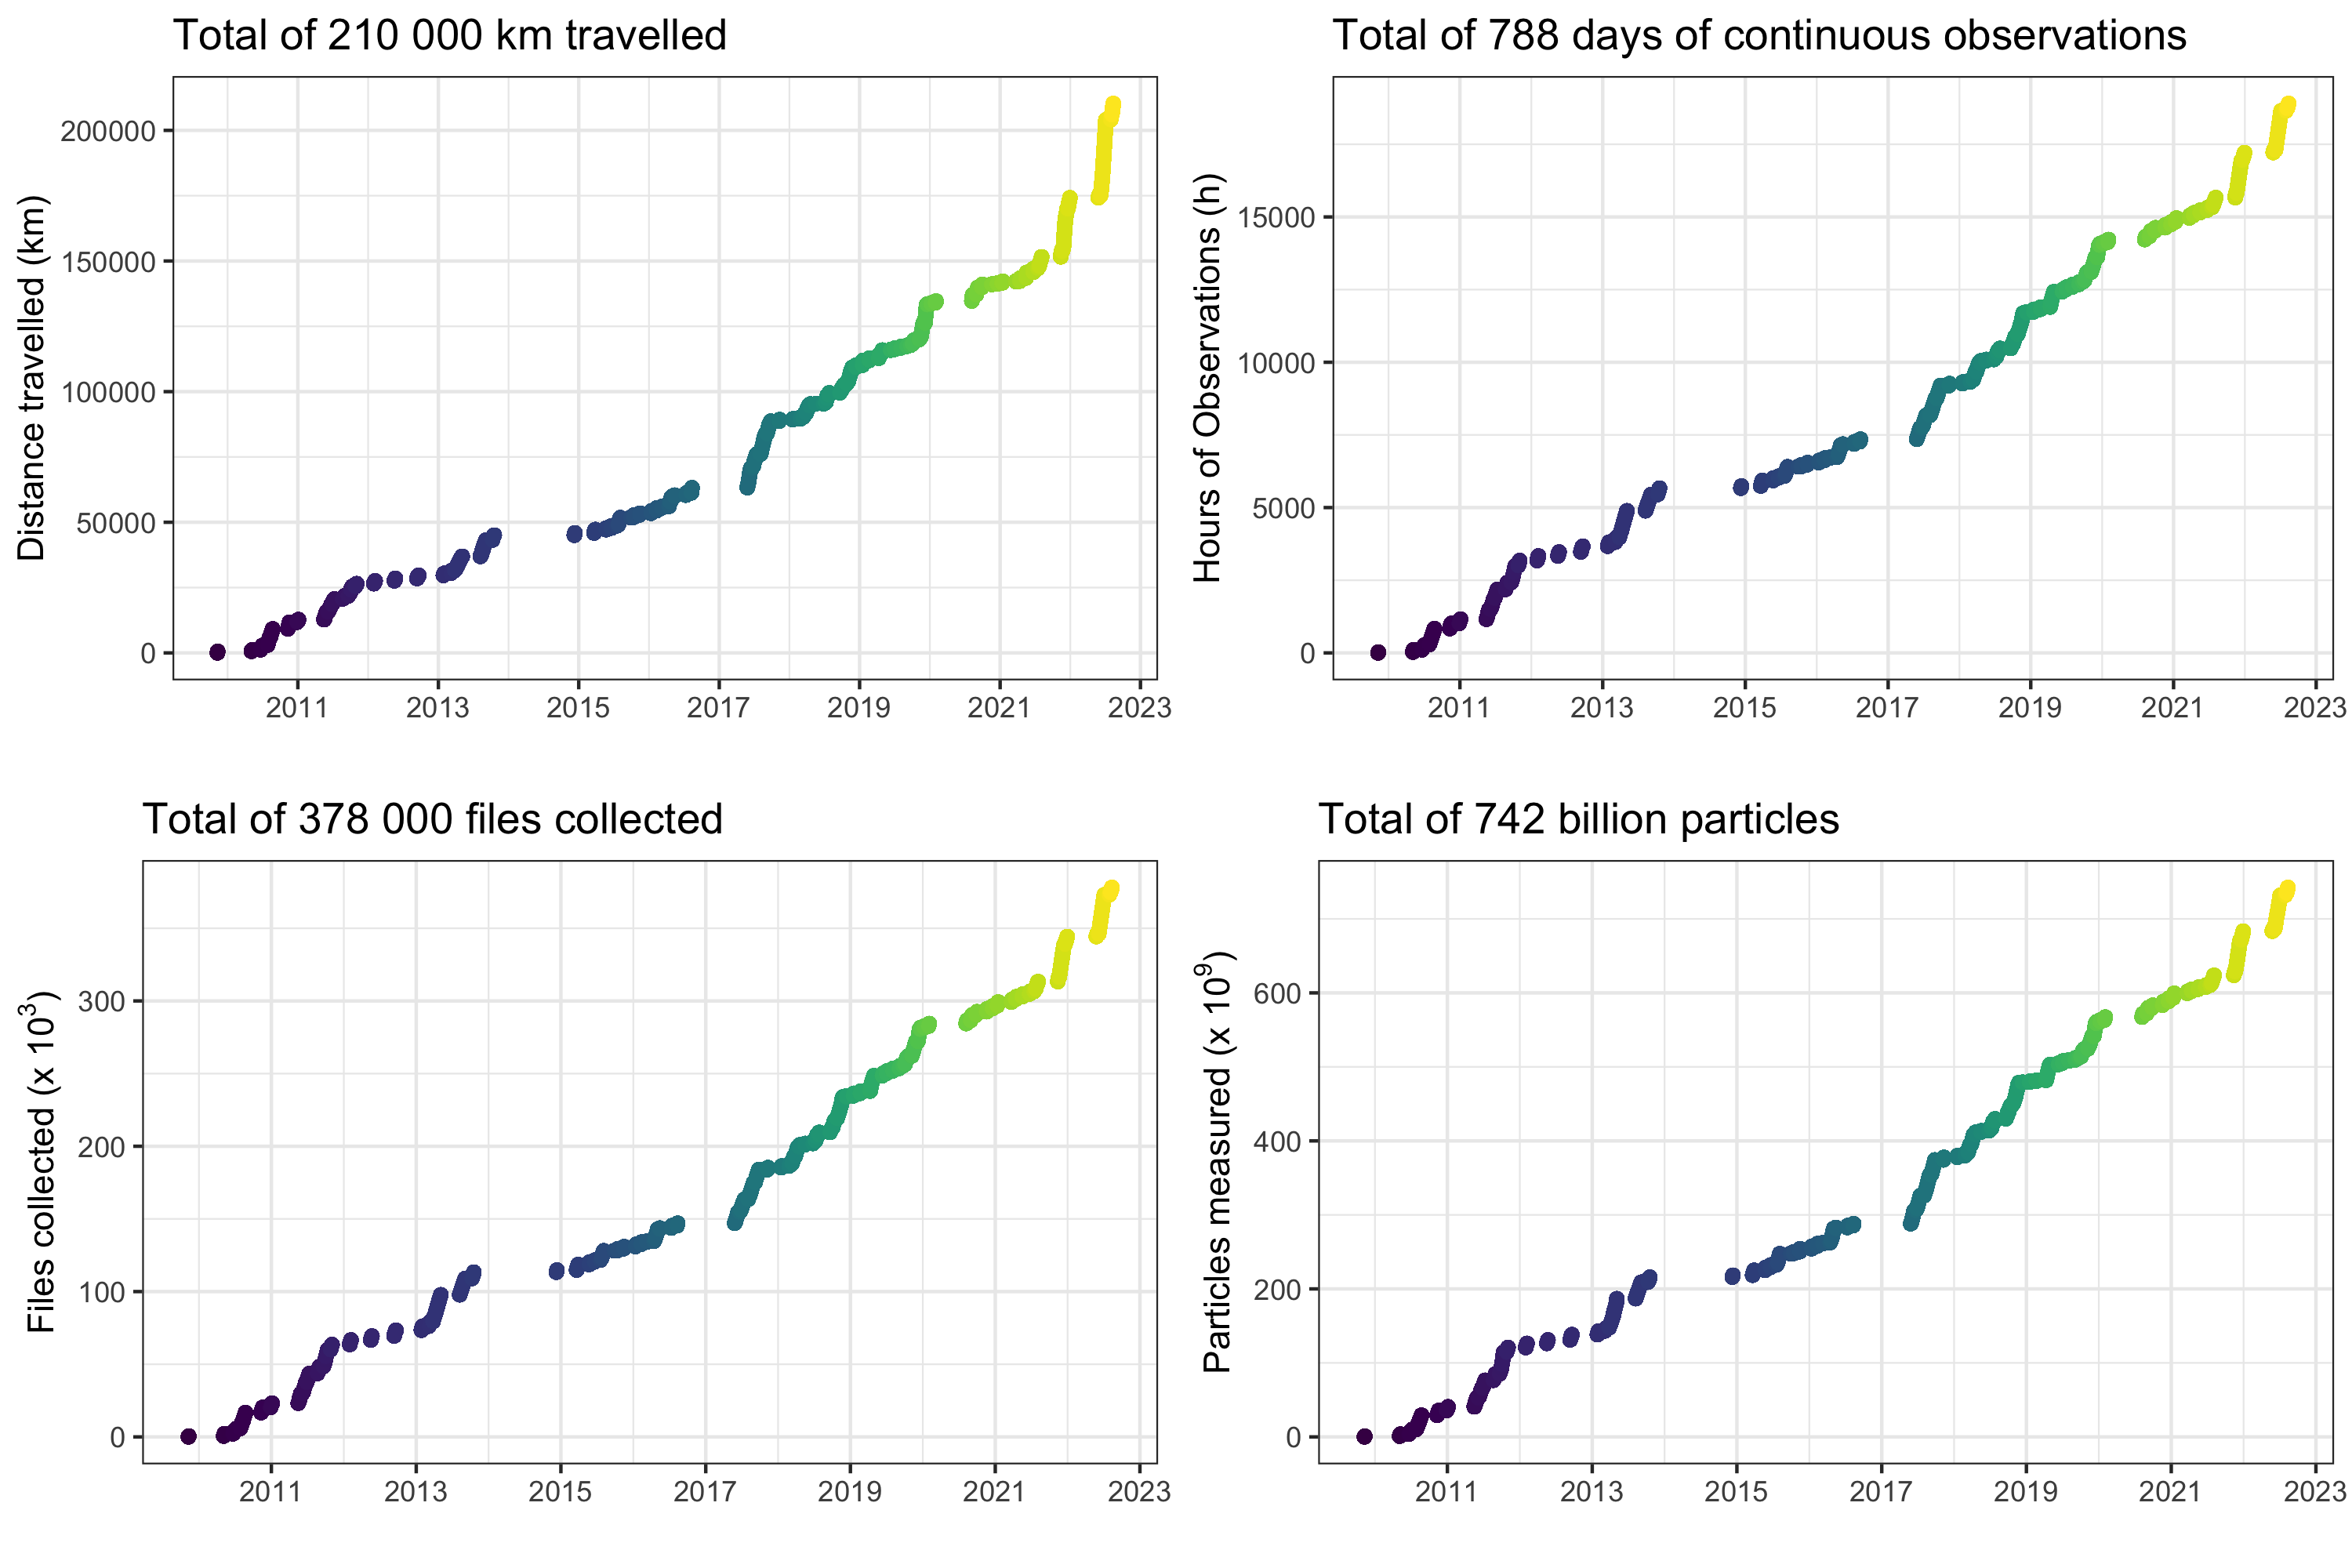 Total of 210 000 km travelled
Distance travelled (km)
200000
150000
100000
50000
0
2011 2013 2015 2017 2019 2021 2023
Total of 788 days of continuous observations
Hours of Observations (h)
15000
10000
5000
0
2011 2013 2015 2017 2019 2021 2023
Total of 378 000 files collected
Files collected (x 10³)
300
200
100
0
2011 2013 2015 2017 2019 2021 2023
Total of 742 billion particles
Particles measured (x 10⁹)
600
400
200
0
2011 2013 2015 2017 2019 2021 2023